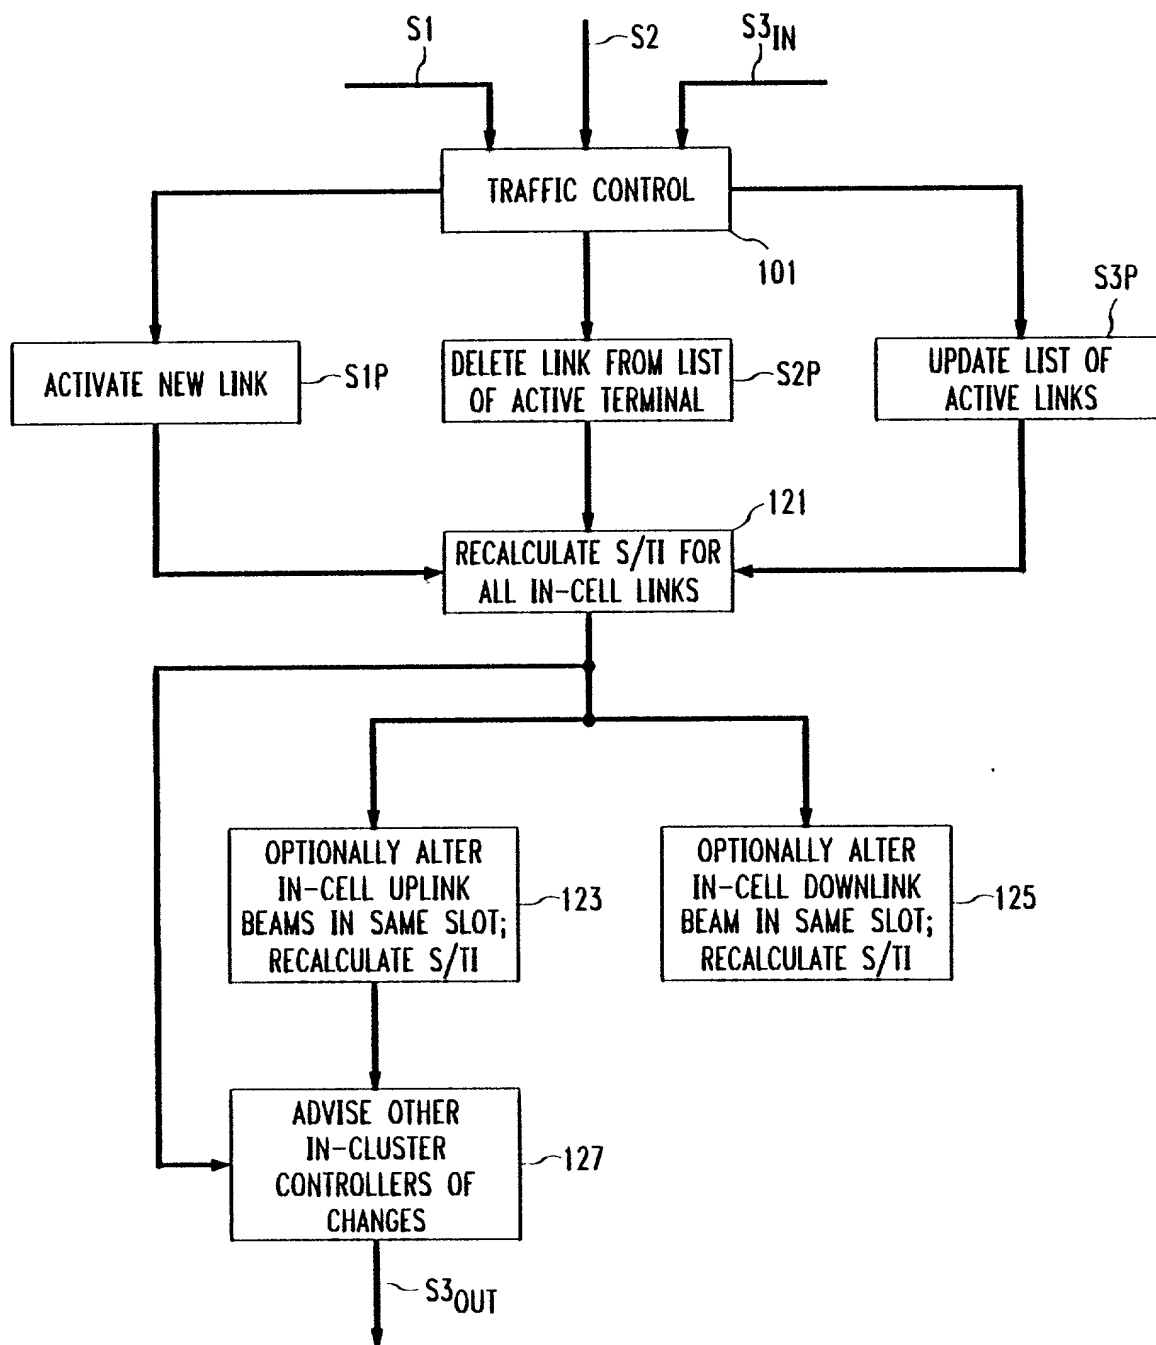 S1
S2
S3IN
TRAFFIC CONTROL
101
S3P
ACTIVATE NEW LINK
S1P
DELETE LINK FROM LIST
OF ACTIVE TERMINAL
S2P
UPDATE LIST OF
ACTIVE LINKS
121
RECALCULATE S/TI FOR
ALL IN-CELL LINKS
OPTIONALLY ALTER
IN-CELL UPLINK
BEAMS IN SAME SLOT;
RECALCULATE S/TI
123
OPTIONALLY ALTER
IN-CELL DOWNLINK
BEAM IN SAME SLOT;
RECALCULATE S/TI
125
ADVISE OTHER
IN-CLUSTER
CONTROLLERS OF
CHANGES
127
S3OUT